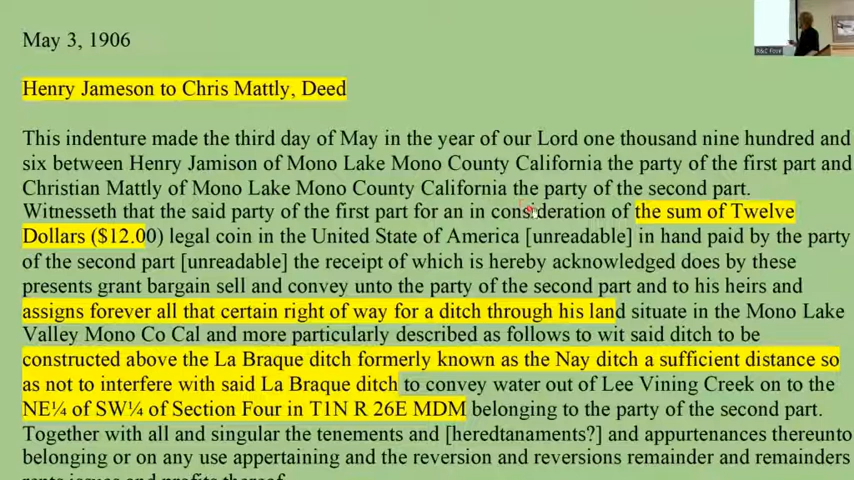 May 3, 1906
Henry Jameson to Chris Mattly, Deed
This indenture made the third day of May in the year of our Lord one thousand nine hundred and
six between Henry Jamison of Mono Lake Mono County California the party of the first part and
Christian Mattly of Mono Lake Mono County California the party of the second part.
Witnesseth that the said party of the first part for an in consideration of the sum of Twelve
Dollars ($12.00) legal coin in the United State of America [unreadable] in hand paid by the party
of the second part [unreadable] the receipt of which is hereby acknowledged does by these
presents grant bargain sell and convey unto the party of the second part and to his heirs and
assigns forever all that certain right of way for a ditch through his land situate in the Mono Lake
Valley Mono Co Cal and more particularly described as follows to wit said ditch to be
constructed above the La Braque ditch formerly known as the Nay ditch a sufficient distance so
as not to interfere with said La Braque ditch to convey water out of Lee Vining Creek on to the
NE¼ of SW¼ of Section Four in T1N R 26E MDM belonging to the party of the second part.
Together with all and singular the tenements and [heredtanaments?] and appurtenances thereunto
belonging or on any use appertaining and the reversion and reversions remainder and remainders
rents issues and profits thereof